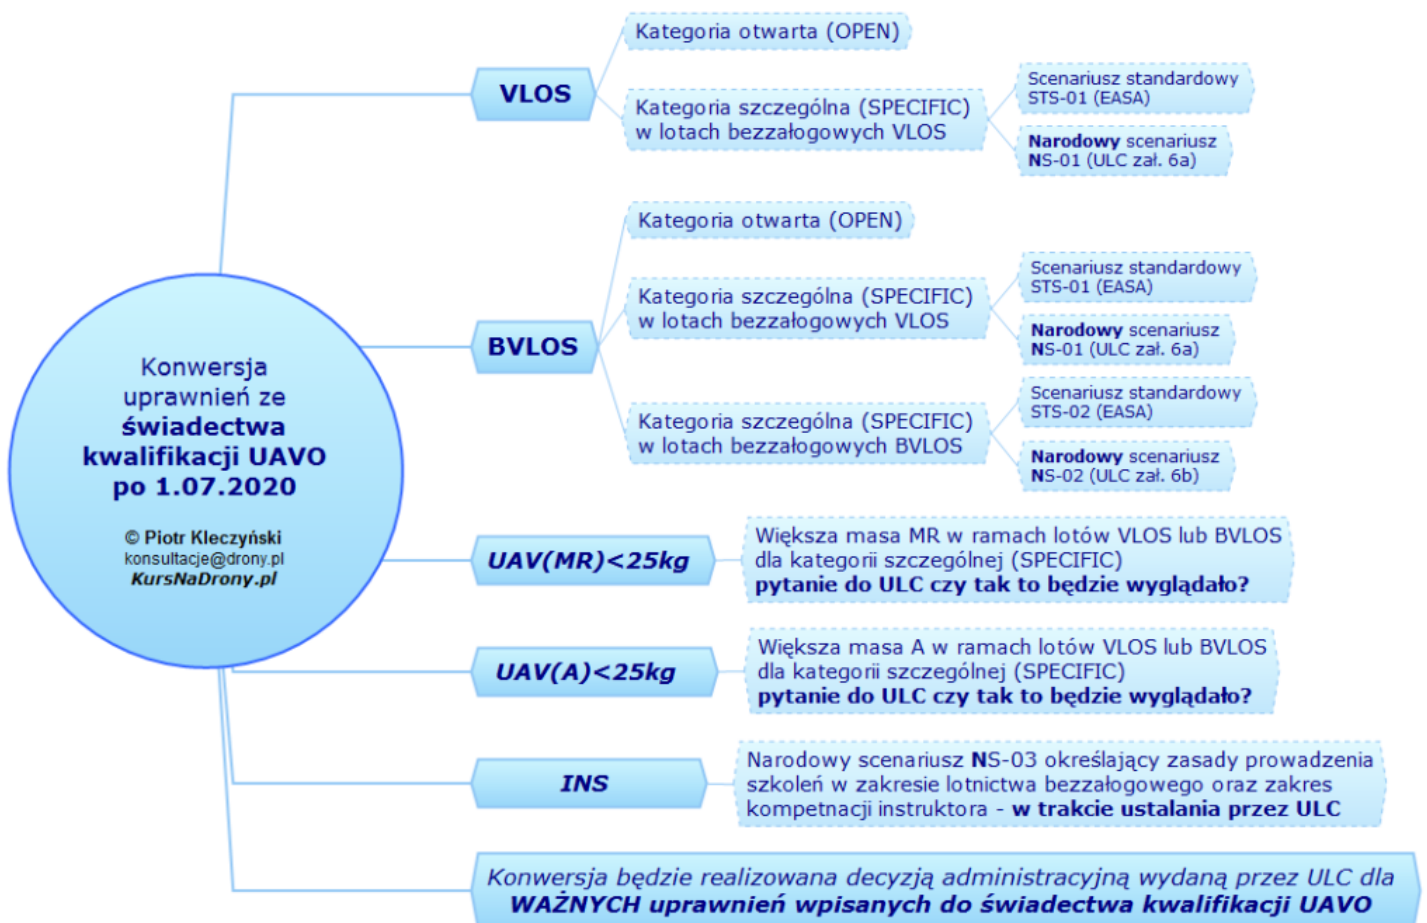 Konwersja
uprawnień ze
świadectwa
kwalifikacji UAVO
po 1.07.2020
© Piotr Kleczyński
konsultacje@drony.pl
KursNaDrony.pl
VLOS
Kategoria otwarta (OPEN)
Kategoria szczególna (SPECIFIC)
w lotach bezzałogowych VLOS
Scenariusz standardowy
STS-01 (EASA)
Narodowy scenariusz
NS-01 (ULC zał. 6a)
BVLOS
Kategoria otwarta (OPEN)
Kategoria szczególna (SPECIFIC)
w lotach bezzałogowych VLOS
Scenariusz standardowy
STS-01 (EASA)
Narodowy scenariusz
NS-01 (ULC zał. 6a)
Kategoria szczególna (SPECIFIC)
w lotach bezzałogowych BVLOS
Scenariusz standardowy
STS-02 (EASA)
Narodowy scenariusz
NS-02 (ULC zał. 6b)
UAV(MR)<25kg
Większa masa MR w ramach lotów VLOS lub BVLOS
dla kategorii szczególnej (SPECIFIC)
pytanie do ULC czy tak to będzie wyglądało?
UAV(A)<25kg
Większa masa A w ramach lotów VLOS lub BVLOS
dla kategorii szczególnej (SPECIFIC)
pytanie do ULC czy tak to będzie wyglądało?
INS
Narodowy scenariusz NS-03 określający zasady prowadzenia
szkoleń w zakresie lotnictwa bezzałogowego oraz zakres
kompetnacji instruktora - w trakcie ustalania przez ULC
Konwersja będzie realizowana decyzją administracyjną wydaną przez ULC dla
WAŻNYCH uprawnień wpisanych do świadectwa kwalifikacji UAVO